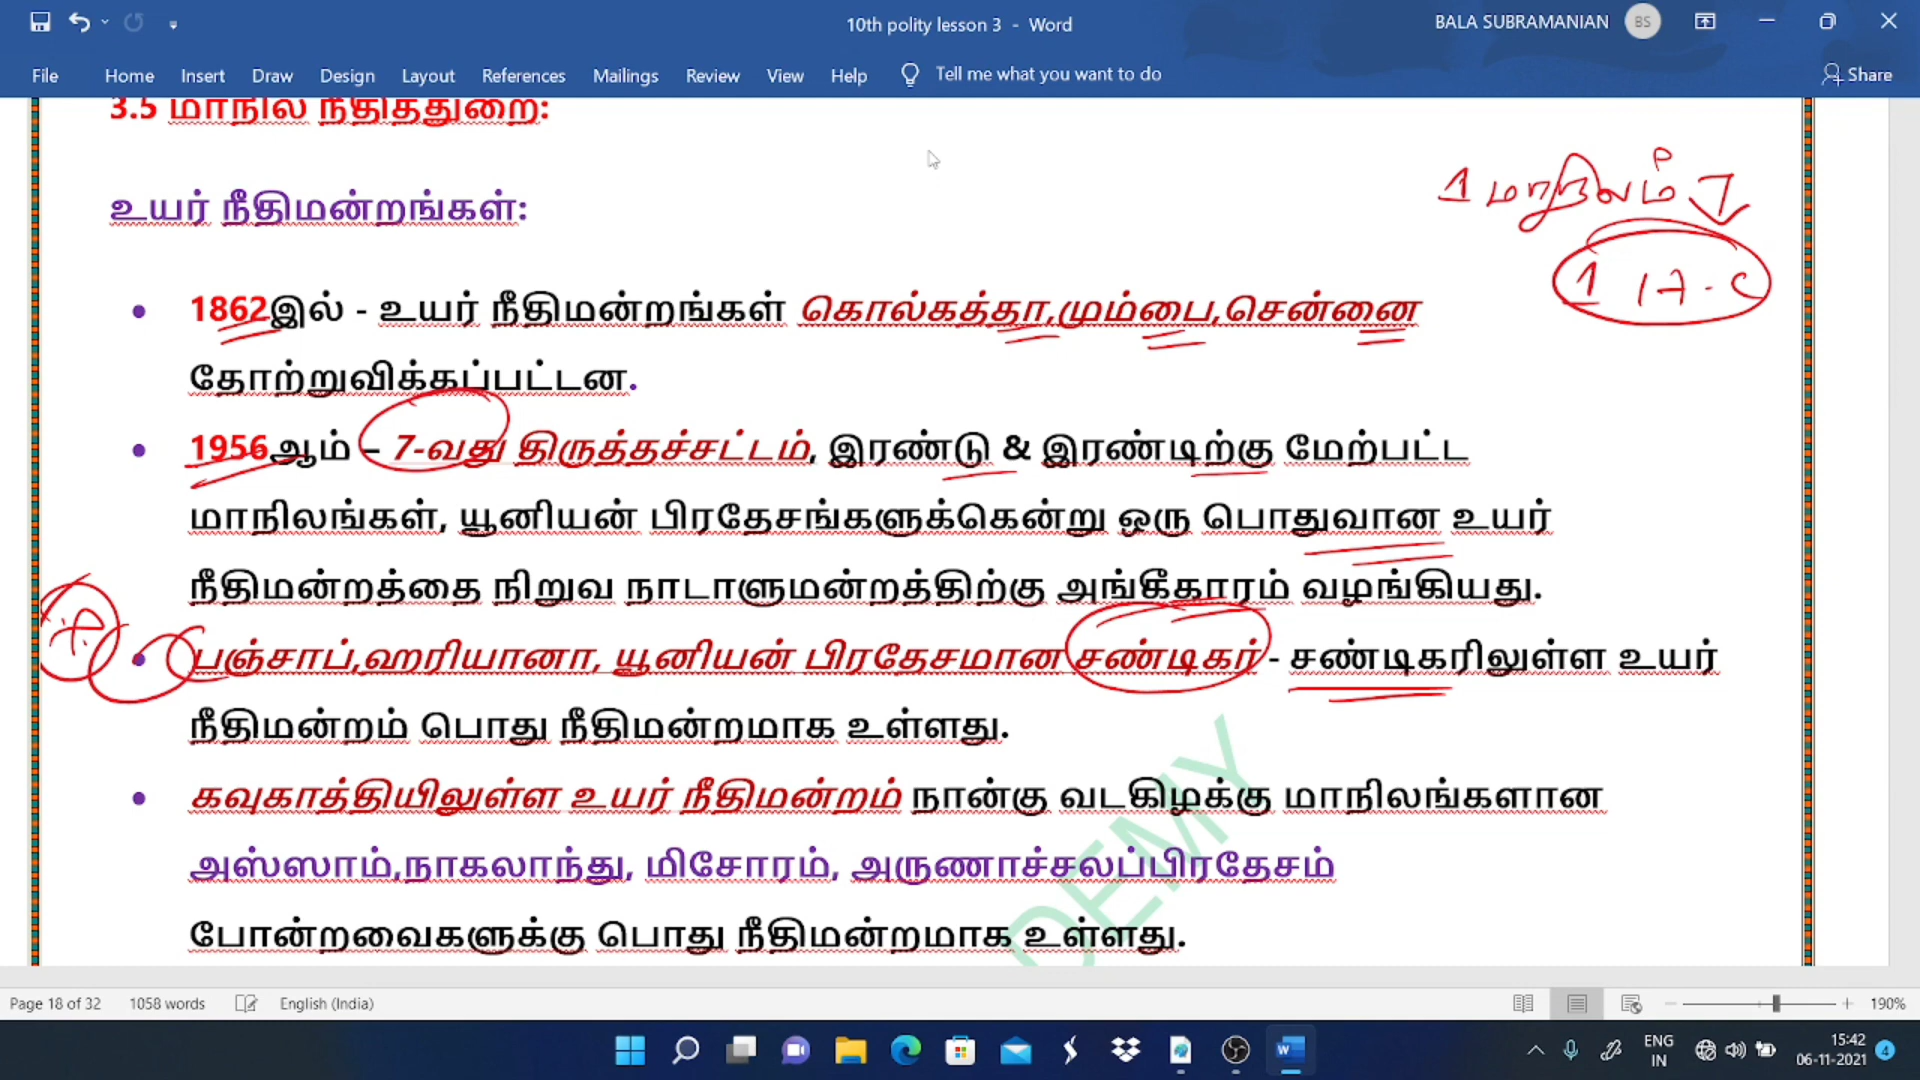 10th polity lesson 3 - Word
BALA SUBRAMANIAN BS
File Home Insert Draw Design Layout References Mailings Review View Help Tell me what you want to do Share
3.5 மாநில நீதித்துறை:
உயர் நீதிமன்றங்கள்:
1 மாநிலம்
1
1862இல் - உயர் நீதிமன்றங்கள் கொல்கத்தா,மும்பை,சென்னை
தோற்றுவிக்கப்பட்டன.
1956ஆம் – 7-வது திருத்தச்சட்டம், இரண்டு & இரண்டிற்கு மேற்பட்ட
மாநிலங்கள், யூனியன் பிரதேசங்களுக்கென்று ஒரு பொதுவான உயர்
நீதிமன்றத்தை நிறுவ நாடாளுமன்றத்திற்கு அங்கீதாரம் வழங்கியது.
பஞ்சாப்,ஹரியானா, யூனியன் பிரதேசமான சண்டிகர் - சண்டிகரிலுள்ள உயர்
நீதிமன்றம் பொது நீதிமன்றமாக உள்ளது.
கவுகாத்தியிலுள்ள உயர் நீதிமன்றம் நான்கு வடகிழக்கு மாநிலங்களான
அஸ்ஸாம்,நாகலாந்து, மிசோரம், அருணாச்சலப்பிரதேசம்
போன்றவைகளுக்கு பொது நீதிமன்றமாக உள்ளது.
DEMY
Page 18 of 32 1058 words English (India) 190%
ENG 15:42
IN 06-11-2021 4